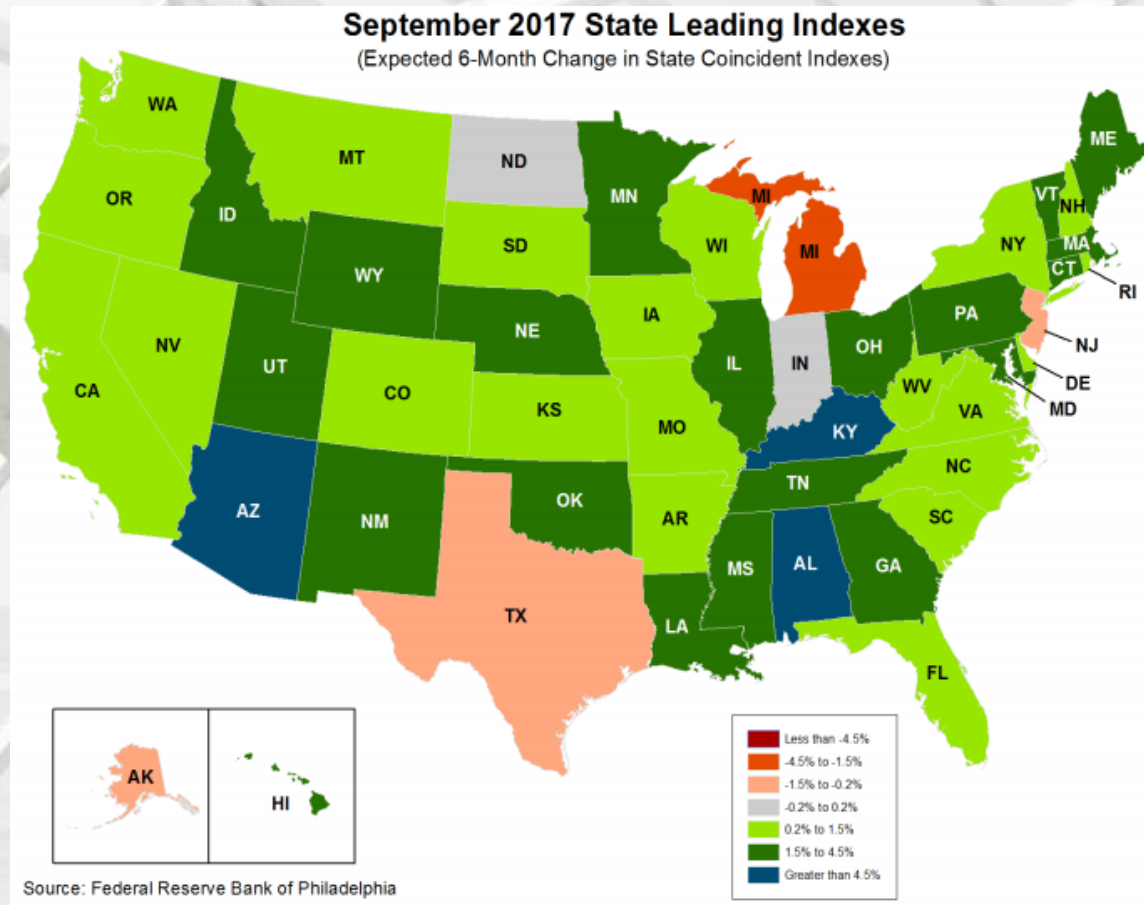 September 2017 State Leading Indexes
(Expected 6-Month Change in State Coincident Indexes)
WA
MT
ND
MN
ME
OR
ID
SD
WI
MI
MI
VT
NH
NY
MA
CT
RI
WY
NE
IA
PA
NJ
NV
UT
CO
KS
IL
IN
OH
WV
VA
DE
MD
CA
MO
KY
NC
AZ
NM
OK
AR
TN
SC
MS
AL
GA
TX
LA
FL
AK
HI
Less than -4.5%
-4.5% to -1.5%
-1.5% to -0.2%
-0.2% to 0.2%
0.2% to 1.5%
1.5% to 4.5%
Greater than 4.5%
Source: Federal Reserve Bank of Philadelphia